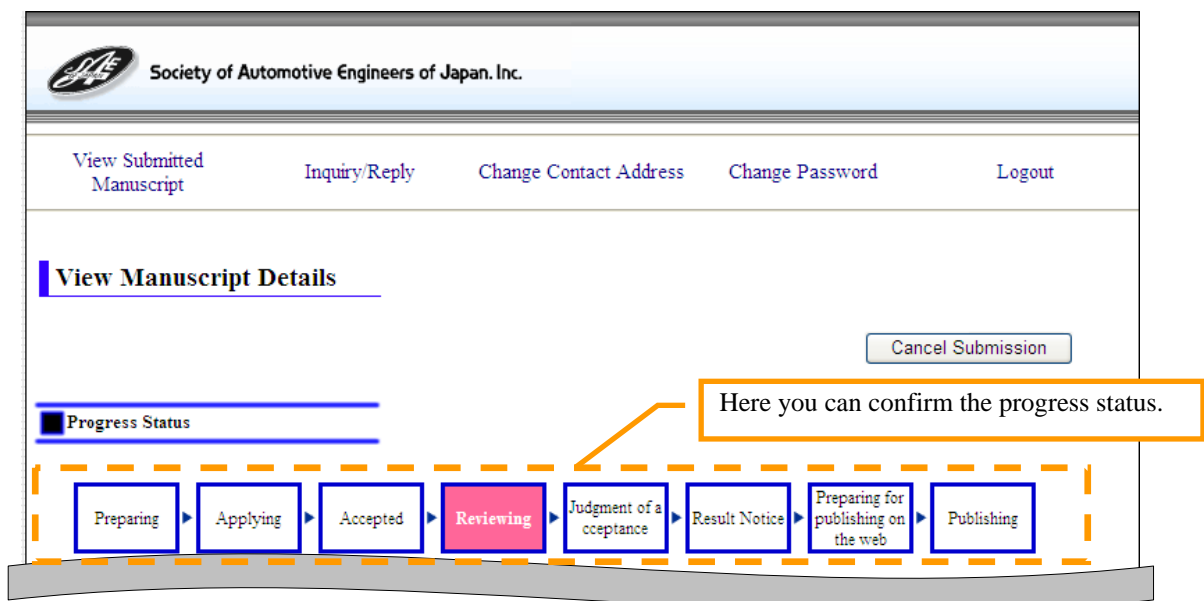 Society of Automotive Engineers of Japan. Inc.
View Submitted
Manuscript
Inquiry/Reply
Change Contact Address
Change Password
Logout
View Manuscript Details
Cancel Submission
Here you can confirm the progress status.
Progress Status
Preparing
Applying
Accepted
Reviewing
Judgment of a
cceptance
Result Notice
Preparing for
publishing on
the web
Publishing